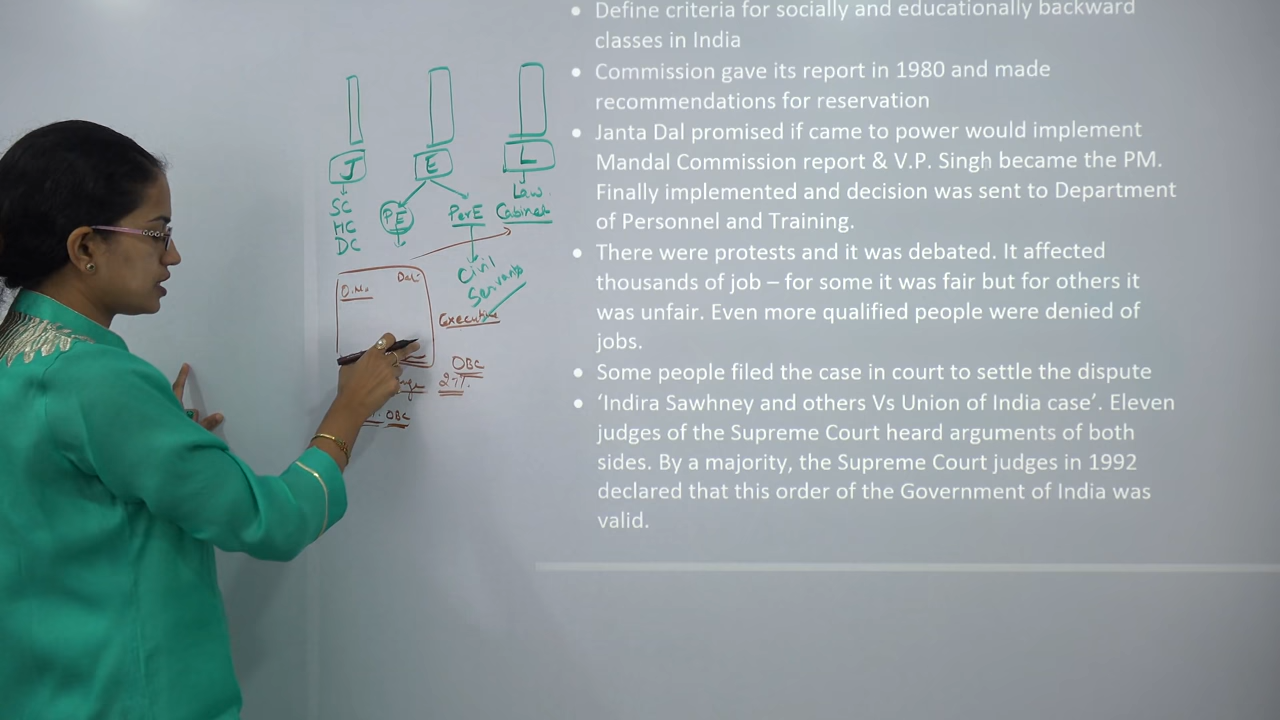 J
E
L
SC
HC
DC
PE
PerE
Law
Cabinet
Civil
Servants
Executive
O.M.
OBC
27%.
OBC
• Define criteria for socially and educationally backward
classes in India
• Commission gave its report in 1980 and made
recommendations for reservation
• Janta Dal promised if came to power would implement
Mandal Commission report & V.P. Singh became the PM.
Finally implemented and decision was sent to Department
of Personnel and Training.
• There were protests and it was debated. It affected
thousands of job – for some it was fair but for others it
was unfair. Even more qualified people were denied of
jobs.
• Some people filed the case in court to settle the dispute
• ‘Indira Sawhney and others Vs Union of India case’. Eleven
judges of the Supreme Court heard arguments of both
sides. By a majority, the Supreme Court judges in 1992
declared that this order of the Government of India was
valid.